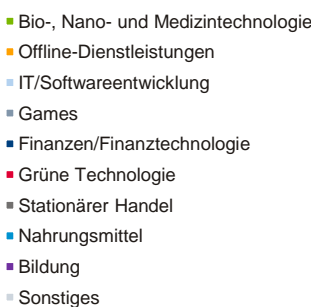 Bio-, Nano- und Medizintechnologie
Offline-Dienstleistungen
IT/Softwareentwicklung
Games
Finanzen/Finanztechnologie
Grüne Technologie
Stationärer Handel
Nahrungsmittel
Bildung
Sonstiges